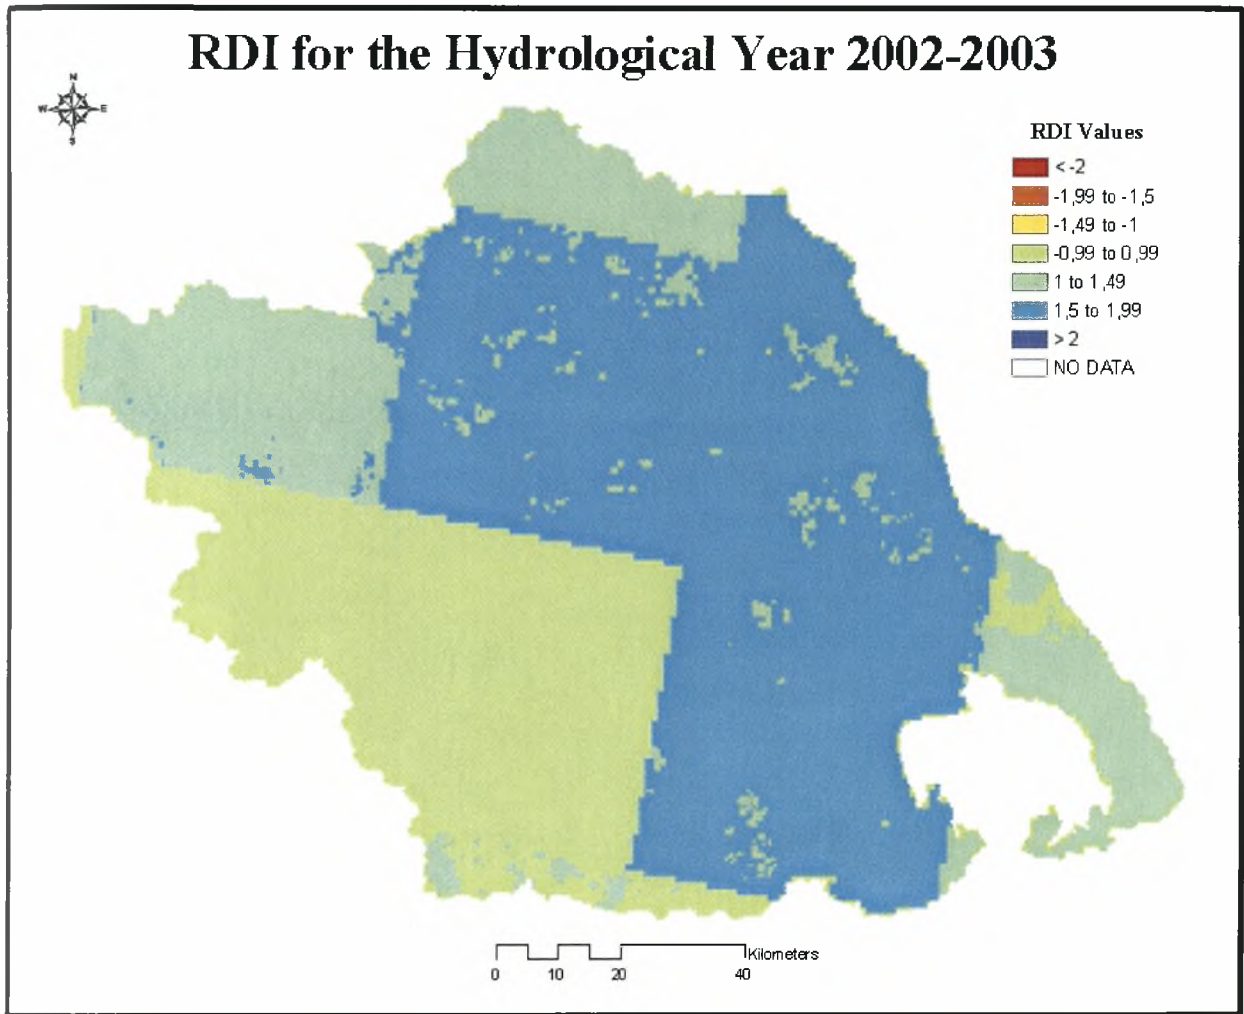 RDI for the Hydrological Year 2002-2003
N
W E
S
RDI Values
< -2
-1,99 to -1,5
-1,49 to -1
-0,99 to 0,99
1 to 1,49
1,5 to 1,99
> 2
NO DATA
Kilometers
0 10 20 40